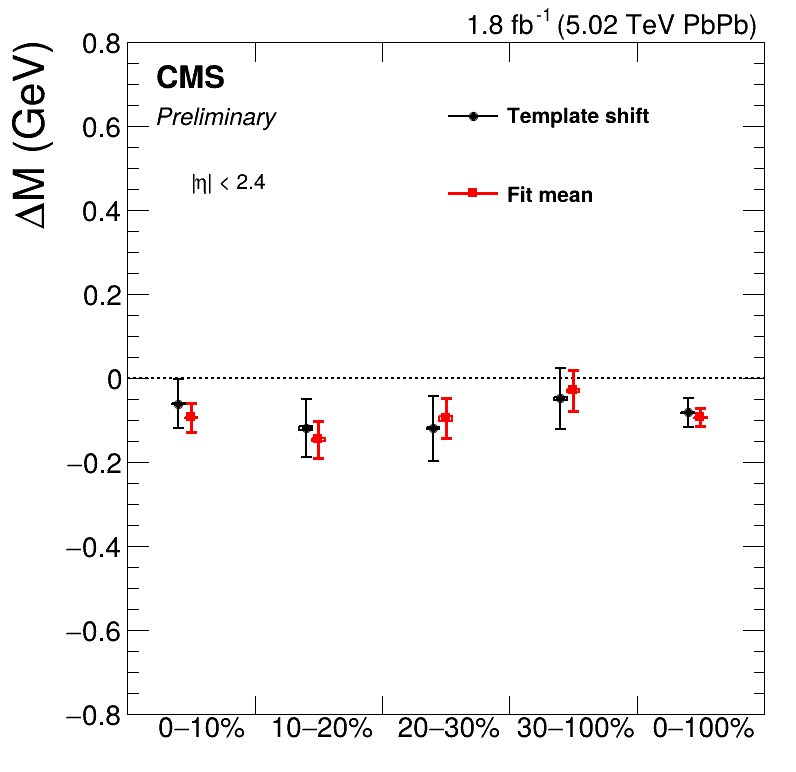 1.8 fb⁻¹ (5.02 TeV PbPb)
ΔM (GeV)
CMS
Preliminary
|η| < 2.4
Template shift
Fit mean
0.8
0.6
0.4
0.2
0
−0.2
−0.4
−0.6
−0.8
0−10% 10−20% 20−30% 30−100% 0−100%